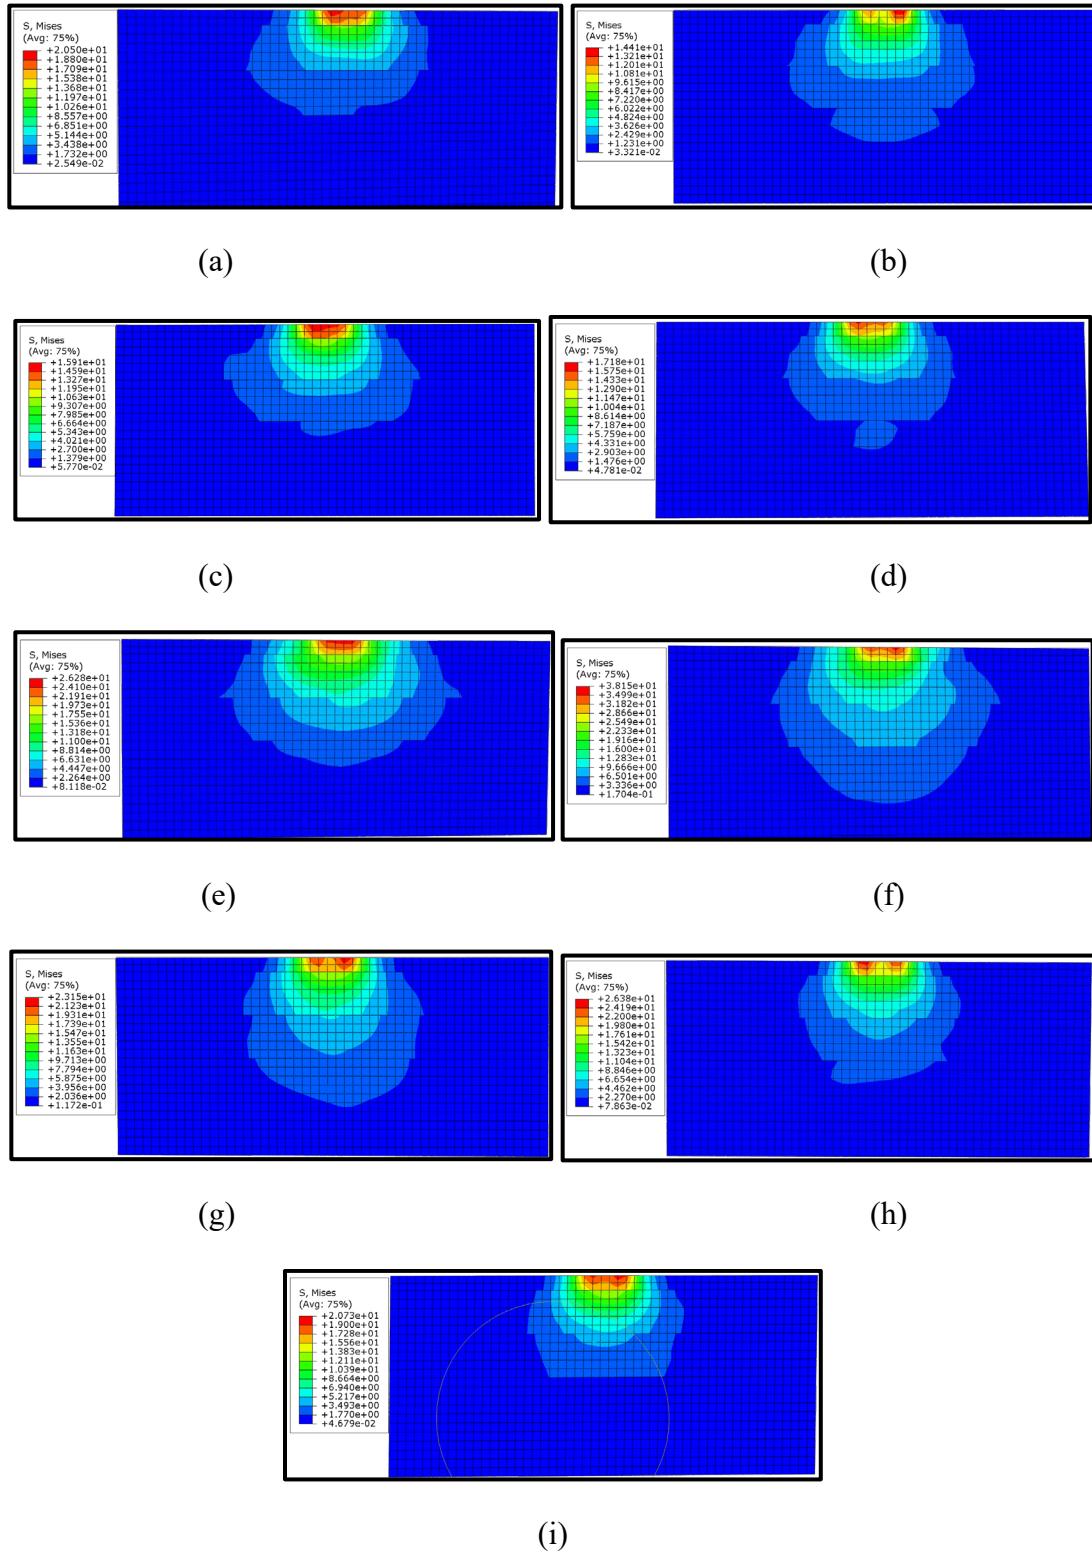 S, Mises
(Avg: 75%)
+2.050e+01
+1.880e+01
+1.709e+01
+1.538e+01
+1.368e+01
+1.197e+01
+1.026e+01
+8.557e+00
+6.851e+00
+5.144e+00
+3.438e+00
+1.732e+00
+2.549e-02
S, Mises
(Avg: 75%)
+1.441e+01
+1.321e+01
+1.201e+01
+1.081e+01
+9.615e+00
+8.417e+00
+7.220e+00
+6.022e+00
+4.824e+00
+3.626e+00
+2.429e+00
+1.231e+00
+3.321e-02
(a)
(b)
S, Mises
(Avg: 75%)
+1.591e+01
+1.459e+01
+1.327e+01
+1.195e+01
+1.063e+01
+9.307e+00
+7.985e+00
+6.664e+00
+5.343e+00
+4.021e+00
+2.700e+00
+1.379e+00
+5.770e-02
S, Mises
(Avg: 75%)
+1.718e+01
+1.575e+01
+1.433e+01
+1.290e+01
+1.147e+01
+1.004e+01
+8.614e+00
+7.187e+00
+5.759e+00
+4.331e+00
+2.903e+00
+1.476e+00
+4.781e-02
(c)
(d)
S, Mises
(Avg: 75%)
+2.628e+01
+2.410e+01
+2.191e+01
+1.973e+01
+1.755e+01
+1.536e+01
+1.318e+01
+1.100e+01
+8.814e+00
+6.631e+00
+4.447e+00
+2.264e+00
+8.118e-02
S, Mises
(Avg: 75%)
+3.815e+01
+3.499e+01
+3.182e+01
+2.866e+01
+2.549e+01
+2.233e+01
+1.916e+01
+1.600e+01
+1.283e+01
+9.666e+00
+6.501e+00
+3.336e+00
+1.704e-01
(e)
(f)
S, Mises
(Avg: 75%)
+2.315e+01
+2.123e+01
+1.931e+01
+1.739e+01
+1.547e+01
+1.355e+01
+1.163e+01
+9.713e+00
+7.794e+00
+5.875e+00
+3.956e+00
+2.036e+00
+1.172e-01
S, Mises
(Avg: 75%)
+2.638e+01
+2.419e+01
+2.200e+01
+1.980e+01
+1.761e+01
+1.542e+01
+1.323e+01
+1.104e+01
+8.846e+00
+6.654e+00
+4.462e+00
+2.270e+00
+7.863e-02
(g)
(h)
S, Mises
(Avg: 75%)
+2.073e+01
+1.900e+01
+1.728e+01
+1.556e+01
+1.383e+01
+1.211e+01
+1.039e+01
+8.664e+00
+6.940e+00
+5.217e+00
+3.493e+00
+1.770e+00
+4.679e-02
(i)